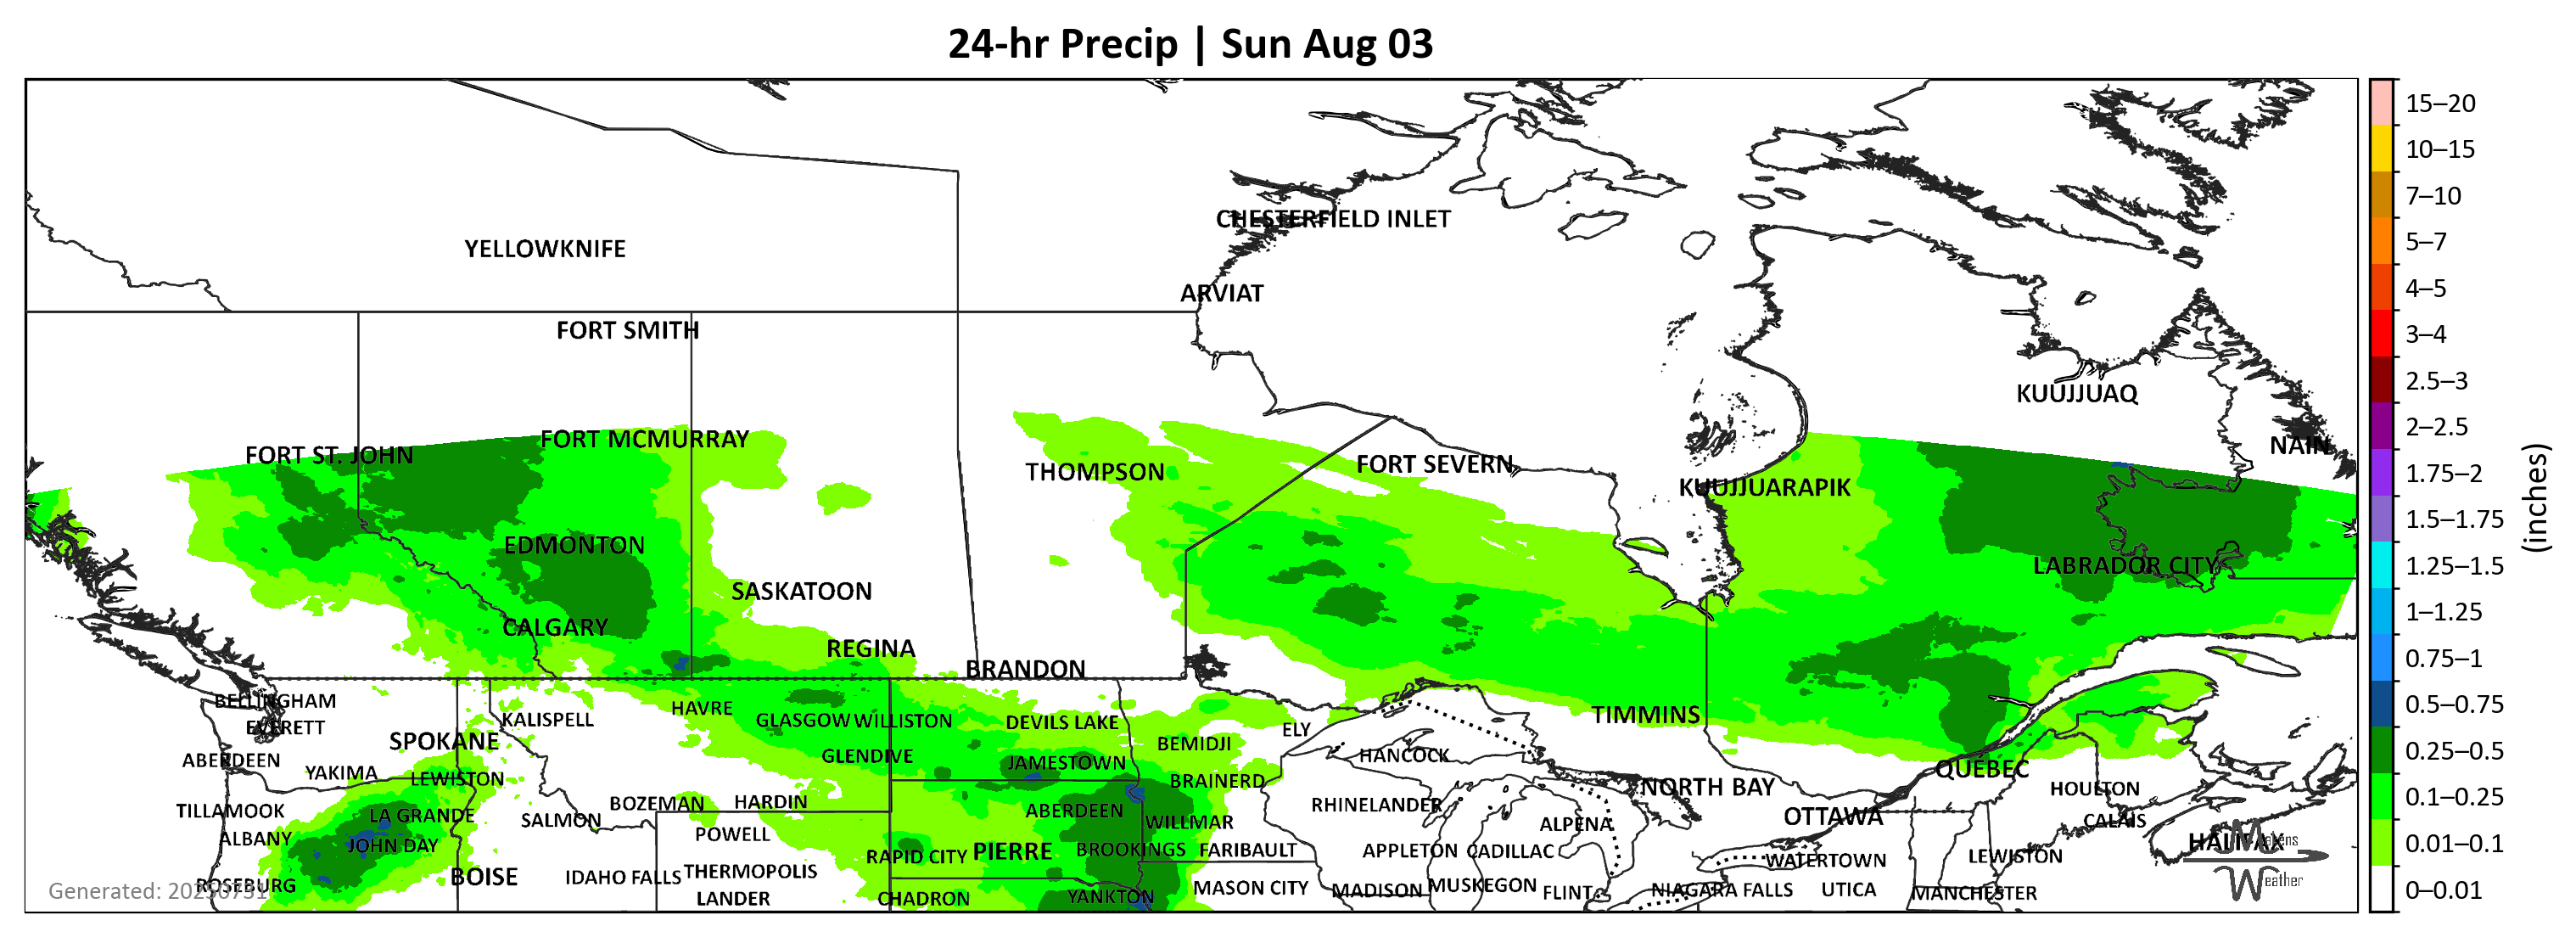 24-hr Precip | Sun Aug 03
15–20
10–15
7–10
5–7
4–5
3–4
2.5–3
2–2.5
1.75–2
1.5–1.75
1.25–1.5
1–1.25
0.75–1
0.5–0.75
0.25–0.5
0.1–0.25
0.01–0.1
0–0.01
(inches)
CHESTERFIELD INLET
YELLOWKNIFE
ARVIAT
FORT SMITH
KUUJJUAQ
FORT MCMURRAY
NAIN
FORT ST. JOHN
FORT SEVERN
THOMPSON
KUUJJUARAPIK
EDMONTON
LABRADOR CITY
SASKATOON
CALGARY
REGINA
BRANDON
BELLINGHAM
HAVRE
TIMMINS
KALISPELL
GLASGOW WILLISTON
DEVILS LAKE
EVERETT
ELY
SPOKANE
BEMIDJI
ABERDEEN
GLENDIVE
JAMESTOWN
HANCOCK
YAKIMA
LEWISTON
BRAINERD
QUÉBEC
NORTH BAY
HOULTON
TILLAMOOK
BOZEMAN
HARDIN
ABERDEEN
RHINELANDER
LA GRANDE
SALMON
WILLMAR
ALPENA
OTTAWA
CALAIS
ALBANY
POWELL
HALIFAX
JOHN DAY
RAPID CITY
PIERRE
BROOKINGS
FARIBAULT
APPLETON
CADILLAC
WATERTOWN
LEWISTON
BOISE
IDAHO FALLS
THERMOPOLIS
ROSEBURG
MASON CITY
MADISON
MUSKEGON
FLINT
NIAGARA FALLS
UTICA
MANCHESTER
LANDER
CHADRON
YANKTON
Generated: 20250731
Weather